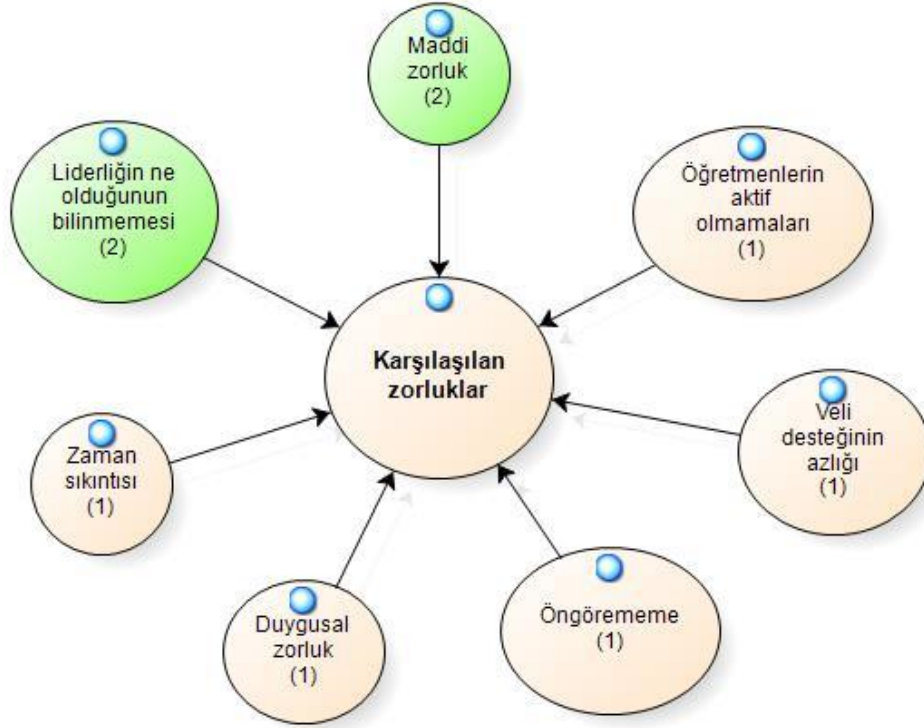 Maddi
zorluk
(2)
Liderliğin ne
olduğunun
bilinmemesi
(2)
Öğretmenlerin
aktif
olmamaları
(1)
Karşılaşılan
zorluklar
Zaman
sıkıntısı
(1)
Veli
desteğinin
azlığı
(1)
Duygusal
zorluk
(1)
Öngörememe
(1)